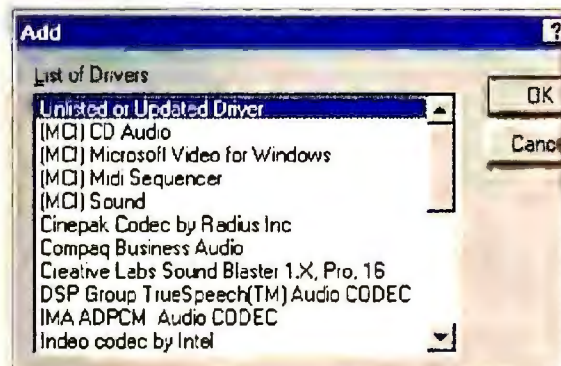 Add
?
List of Drivers
OK
Unlisted or Updated Driver
(MCI) CD Audio
Cance
(MCI) Microsoft Video for Windows
(MCI) Midi Sequencer
(MCI) Sound
Cinepak Codec by Radius Inc
Compaq Business Audio
Creative Labs Sound Blaster 1.X, Pro, 16
DSP Group TrueSpeech(TM) Audio CODEC
IMA ADPCM Audio CODEC
Indeo codec by Intel